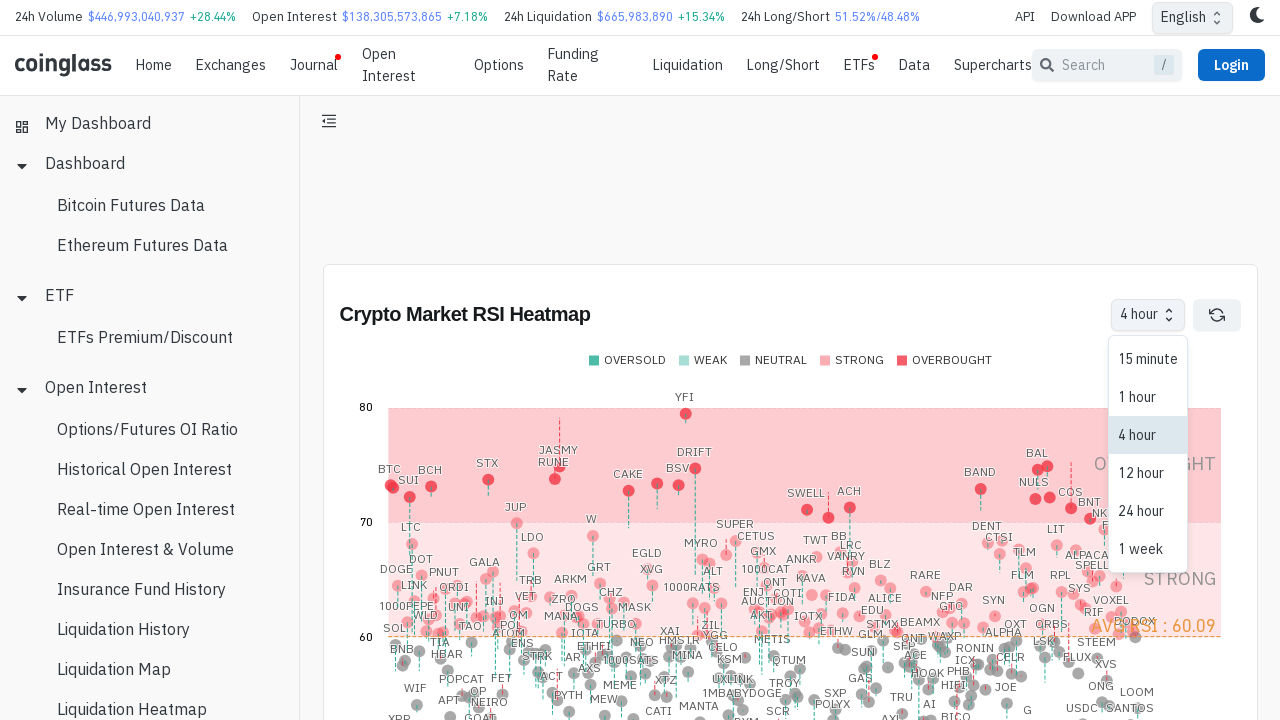 24h Volume $446,993,040,937 +28.44% Open Interest $138,305,573,865 +7.18% 24h Liquidation $665,983,890 +15.34% 24h Long/Short 51.52%/48.48% API Download APP English
coinglass Home Exchanges Journal Open Interest Options Funding Rate Liquidation Long/Short ETFs Data Supercharts Search / Login
My Dashboard
Dashboard
Bitcoin Futures Data
Ethereum Futures Data
ETF
ETFs Premium/Discount
Open Interest
Options/Futures OI Ratio
Historical Open Interest
Real-time Open Interest
Open Interest & Volume
Insurance Fund History
Liquidation History
Liquidation Map
Liquidation Heatmap
Crypto Market RSI Heatmap
4 hour
15 minute
1 hour
4 hour
12 hour
24 hour
1 week
OVERSOLD WEAK NEUTRAL STRONG OVERBOUGHT
80
YFI
JASMY DRIFT BAL
BTC BCH STX RUNE BSV
SUI CAKE BAND NULS
SWELL ACH COS
BNT
70
LTC JUP W SUPER DENT LIT
LDO MYRO CETUS TWT BB CTSI
DOT GALA EGLD GMX VANRY LRC TLM ALPACA
DOGE PNUT GRT XVG ALT 1000CAT ANKR RVN BLZ SPELL
STRONG
LINK ORDI TRB ARKM 1000RATS QNT KAVA RARE FLM RPL
ENJ COTI FIDA DAR SYS
1000PEPE UNI INJ VET ZRO CHZ AUCTION ALICE NFP SYN VOXEL
WLD OM DOGS MASK AKT IOTX EDU GTC OGN RIF
SOL TAO POL MANA TURBO ZIL STMX BEAMX OXT ORBS PODOX
AVG RSI : 60.09
60
TIA ATOM IOTA XAI YGG METIS ETHW GLM ONT WAXP ALPHA LSK STEEM
BNB HBAR ENS ETHFI NEO HMSTR CELO SUN SFP RONIN
STRK AR 1000SATS MINA KSM QTUM ACE ICX CELR FLUX XVS
POPCAT FET ACT AXS XTZ UXLINK TROY GAS HOOK PHB
WIF QP PYTH MEME 1MBABYDOGE SXP TRU HIFI JOE ONG LOOM
APT NEIRO MEW MANTA POLYX AI USDC SANTOS
XRP GOAT CATI SCR AXL BICO G